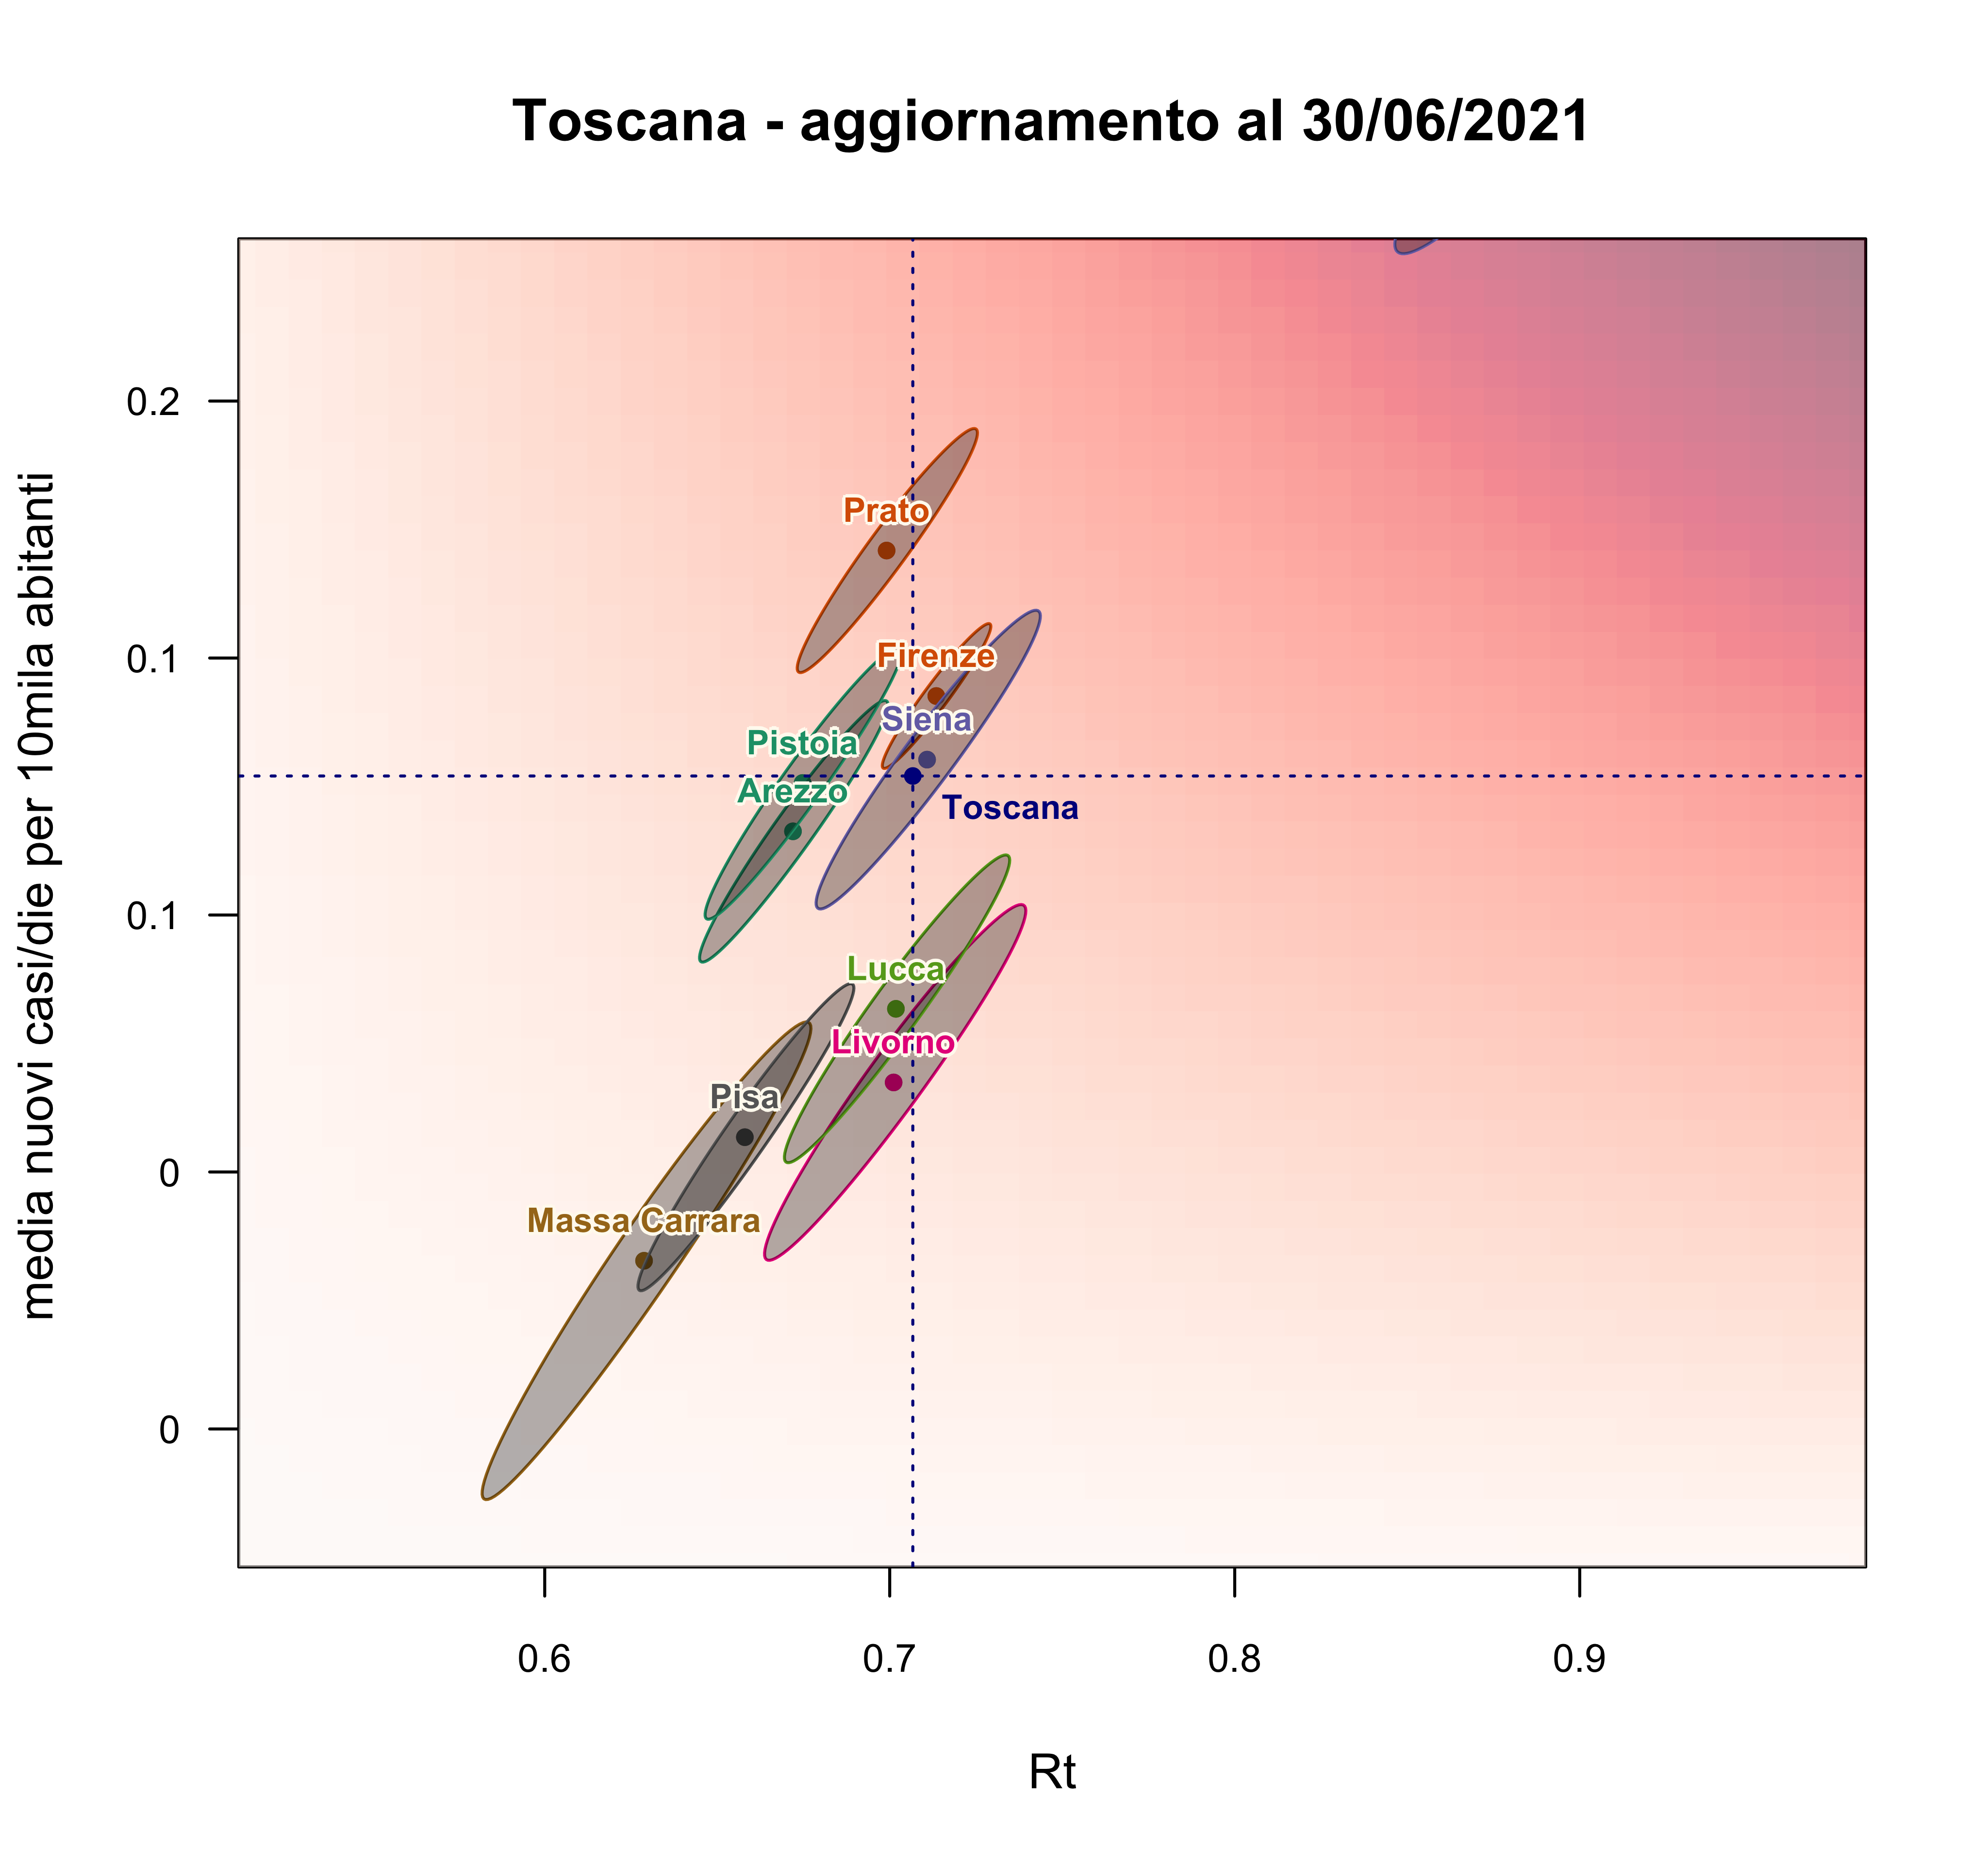 Toscana - aggiornamento al 30/06/2021
media nuovi casi/die per 10mila abitanti
0.2
0.1
0.1
0
0
Prato
Firenze
Siena
Pistoia
Arezzo
Toscana
Lucca
Livorno
Pisa
Massa Carrara
0.6
0.7
0.8
0.9
Rt